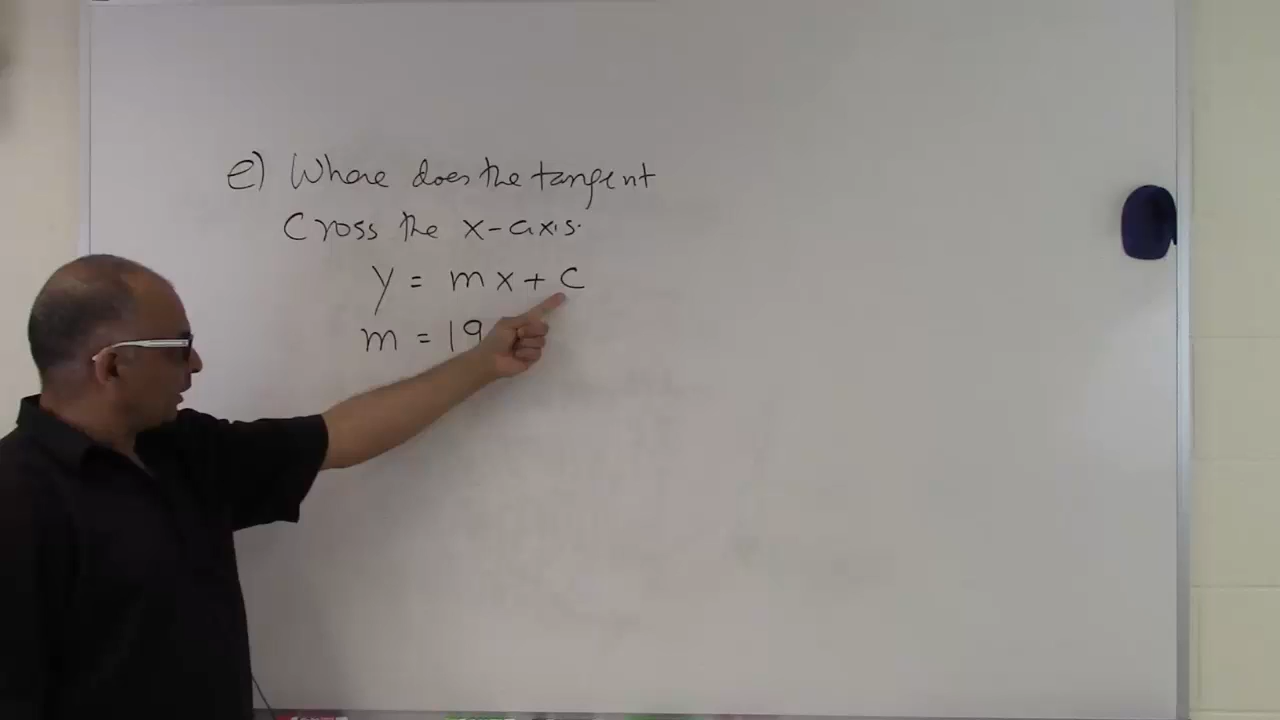 e) Where does the tangent
Cross the x-axis.
y = mx + c
m = 19